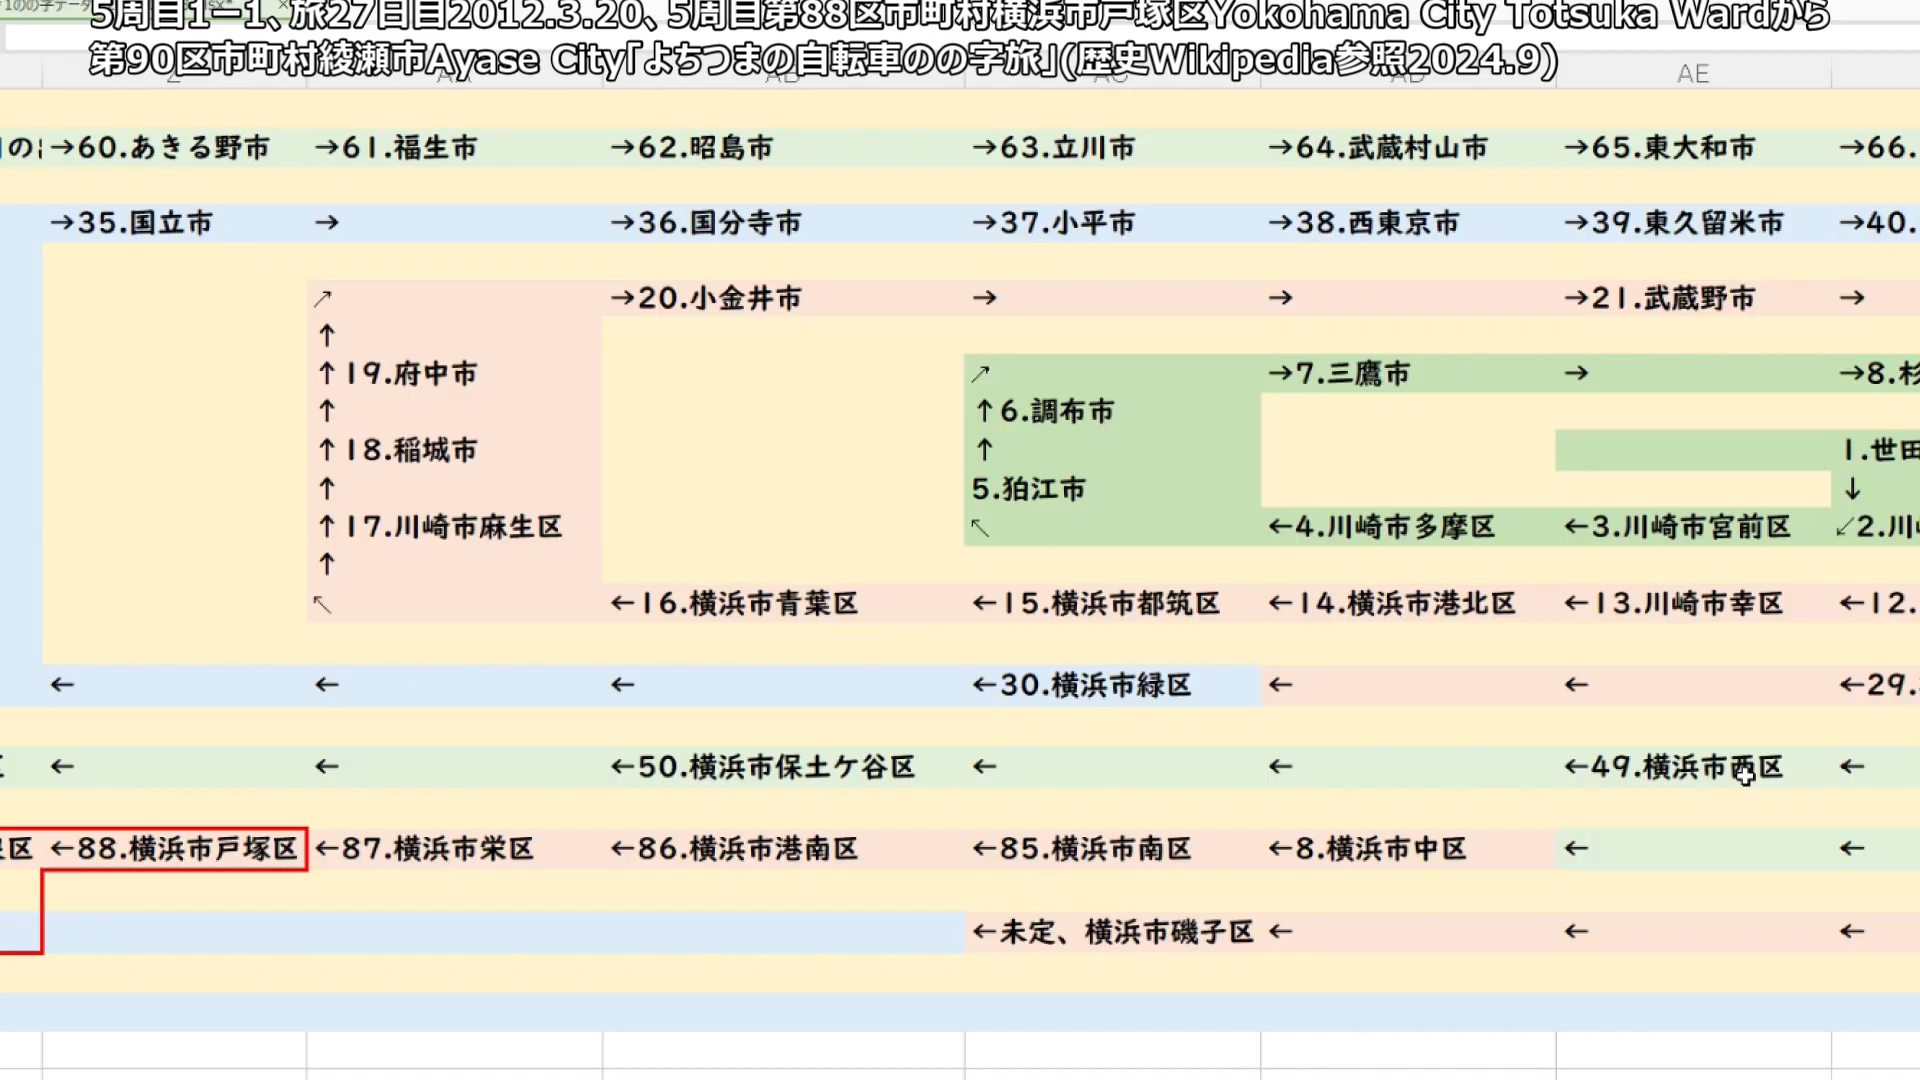 5周目1ー1、旅27日目2012.3.20、5周目第88区市町村横浜市戸塚区Yokohama City Totsuka Wardから
第90区市町村綾瀬市Ayase City「よちつまの自転車のの字旅」(歴史Wikipedia参照2024.9)
AE
→60.あきる野市 →61.福生市 →62.昭島市 →63.立川市 →64.武蔵村山市 →65.東大和市 →66.
→35.国立市 → →36.国分寺市 →37.小平市 →38.西東京市 →39.東久留米市 →40.
↗ →20.小金井市 → → →21.武蔵野市 →
↑
↑19.府中市 ↗ →7.三鷹市 → →8.杉
↑ ↑6.調布市
↑18.稲城市 ↑ 1.世田
↑ 5.狛江市 ↓
↑17.川崎市麻生区 ↖ ←4.川崎市多摩区 ←3.川崎市宮前区 ↙2.川
↑
↖ ←16.横浜市青葉区 ←15.横浜市都筑区 ←14.横浜市港北区 ←13.川崎市幸区 ←12.
← ← ← ←30.横浜市緑区 ← ← ←29.
← ← ←50.横浜市保土ケ谷区 ← ← ←49.横浜市西区 ←
区 ←88.横浜市戸塚区 ←87.横浜市栄区 ←86.横浜市港南区 ←85.横浜市南区 ←8.横浜市中区 ← ←
←未定、横浜市磯子区 ← ← ←